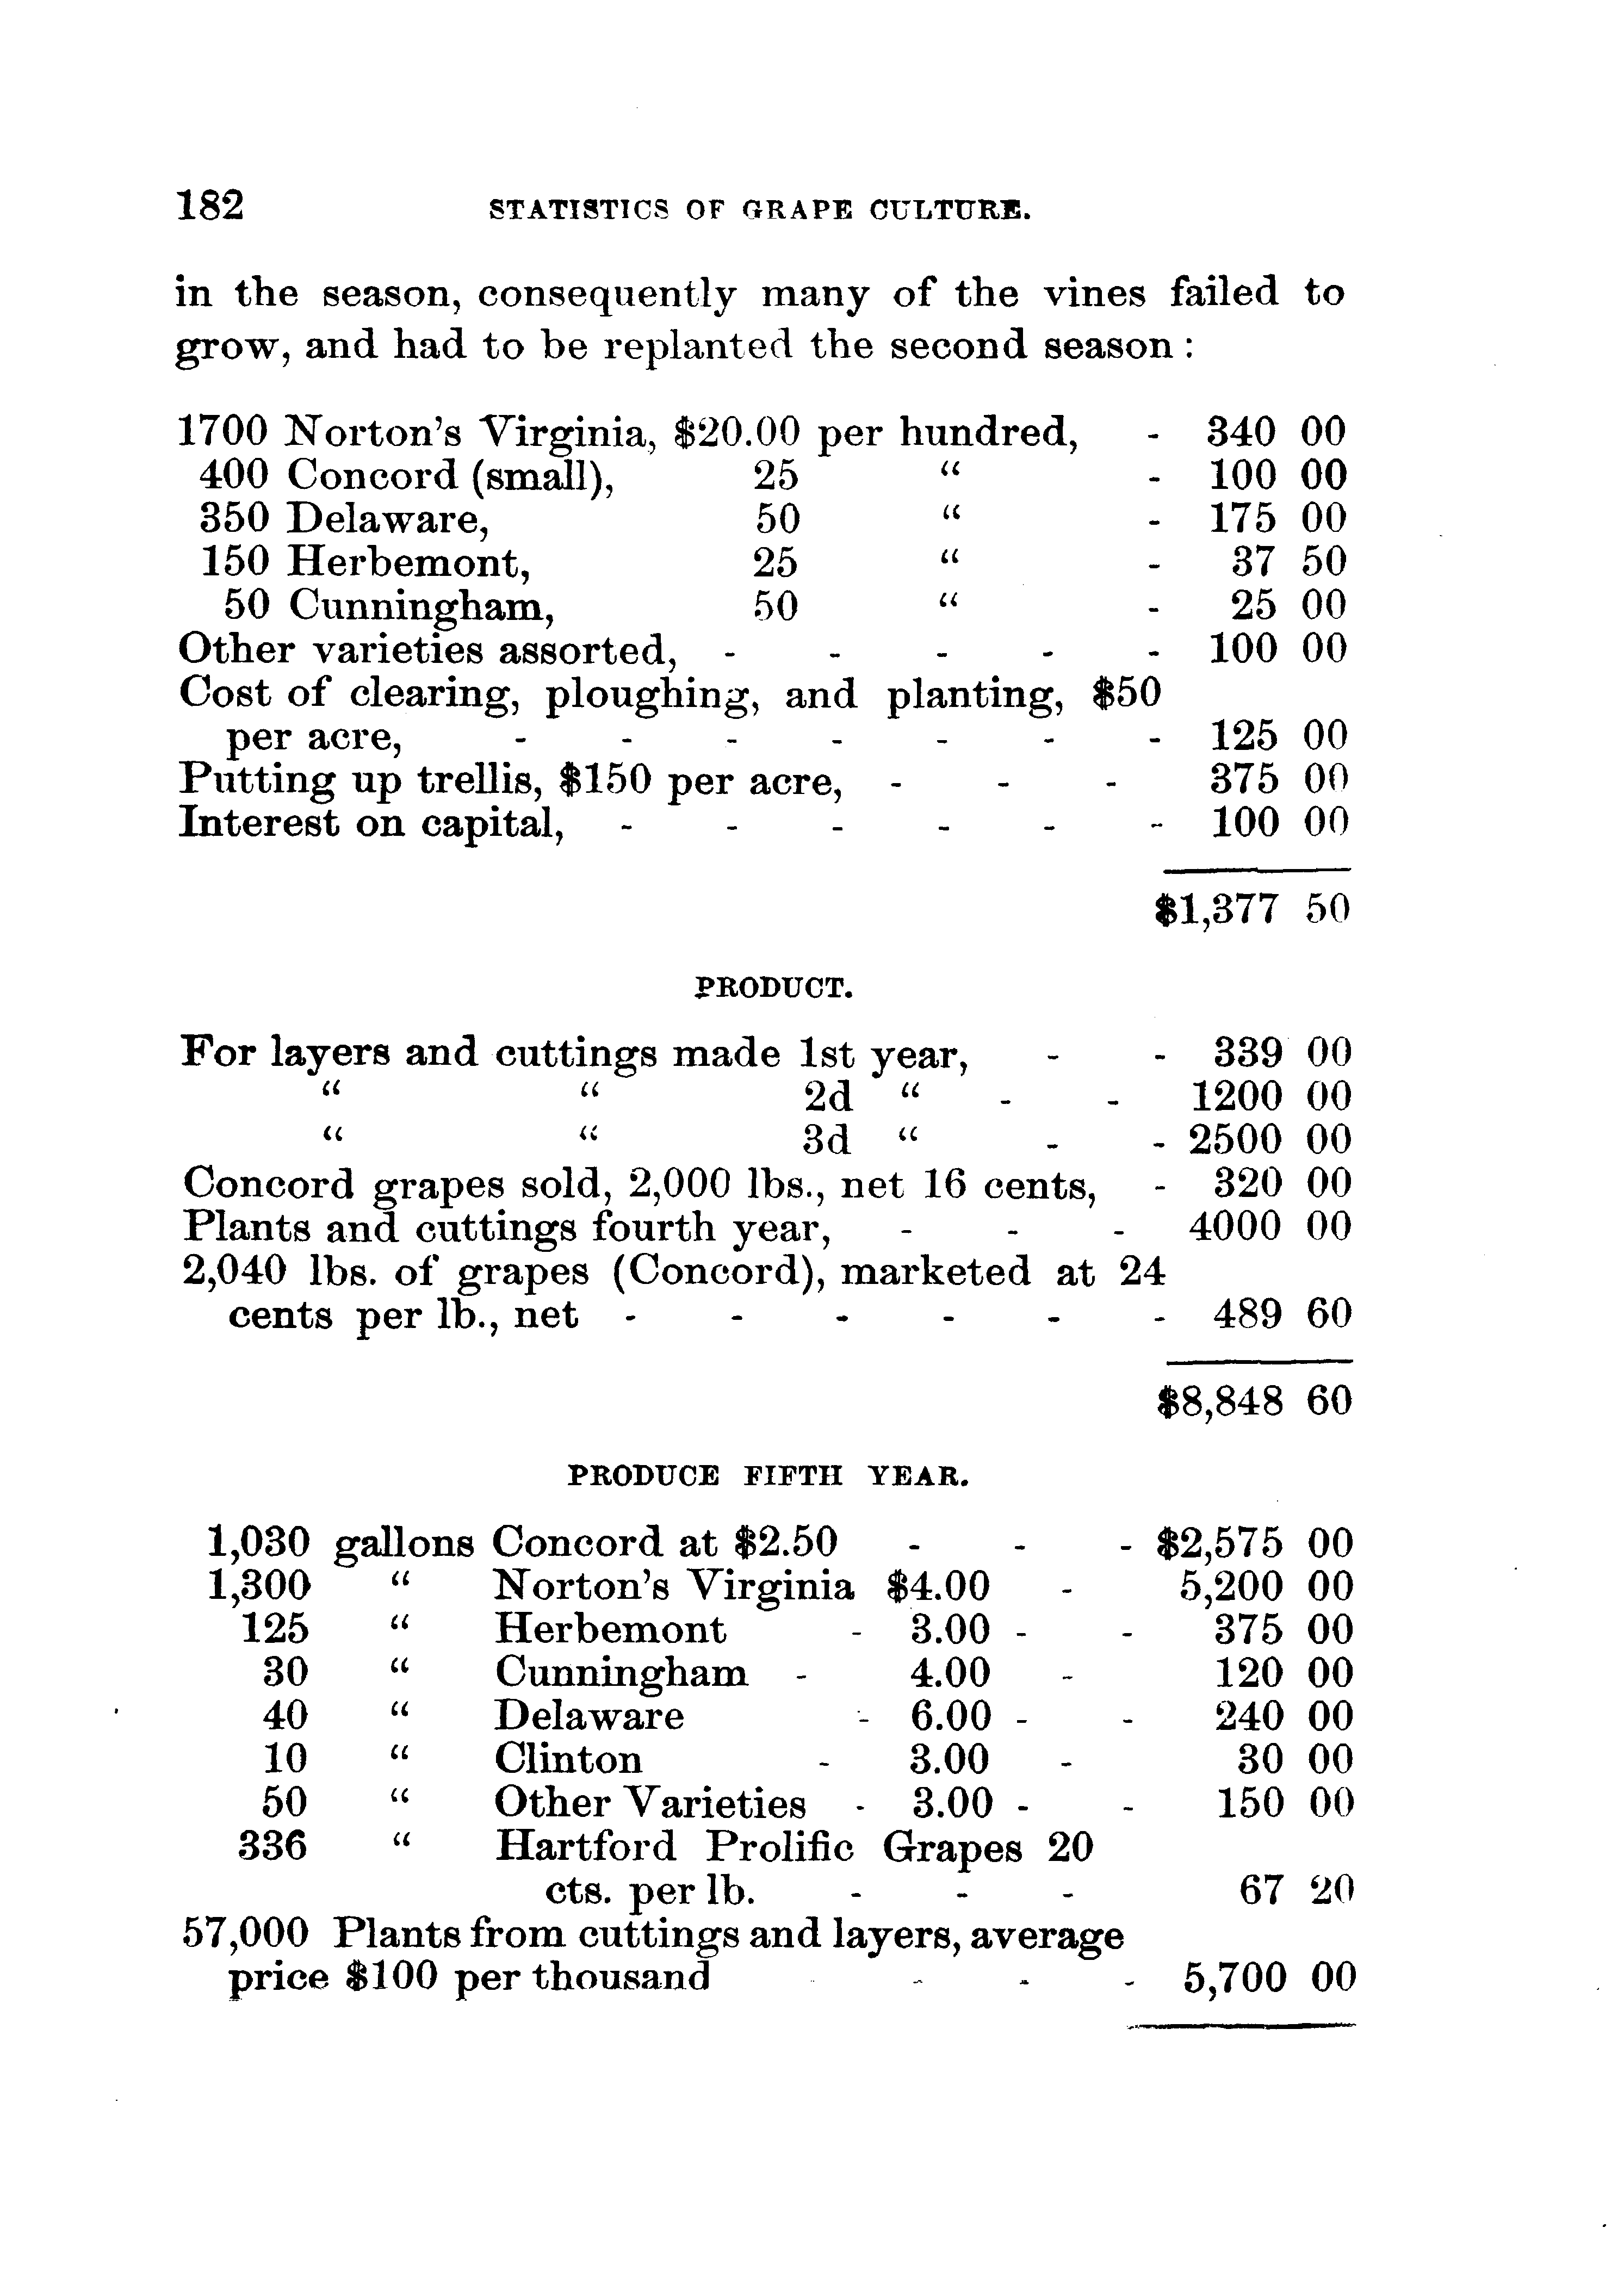 182 STATISTICS OF GRAPE CULTURE.
in the season, consequently many of the vines failed to
grow, and had to be replanted the second season :
1700 Norton's Virginia, $20.00 per hundred, - 340 00
400 Concord (small), 25 “ - 100 00
350 Delaware, 50 “ - 175 00
150 Herbemont, 25 “ - 37 50
50 Cunningham, 50 “ - 25 00
Other varieties assorted, - - - - - 100 00
Cost of clearing, ploughing, and planting, $50
per acre, - - - - - - - 125 00
Putting up trellis, $150 per acre, - - - 375 00
Interest on capital, - - - - - - 100 00
$1,377 50
PRODUCT.
For layers and cuttings made 1st year, - - 339 00
“ “ 2d “ - - 1200 00
“ “ 3d “ - - 2500 00
Concord grapes sold, 2,000 lbs., net 16 cents, - 320 00
Plants and cuttings fourth year, - - - 4000 00
2,040 lbs. of grapes (Concord), marketed at 24
cents per lb., net - - - - - - 489 60
$8,848 60
PRODUCE FIFTH YEAR.
1,030 gallons Concord at $2.50 - - - $2,575 00
1,300 “ Norton's Virginia $4.00 - 5,200 00
125 “ Herbemont - 3.00 - - 375 00
30 “ Cunningham - 4.00 - 120 00
40 “ Delaware - 6.00 - - 240 00
10 “ Clinton - 3.00 - 30 00
50 “ Other Varieties - 3.00 - - 150 00
336 “ Hartford Prolific Grapes 20
cts. per lb. - - - 67 20
57,000 Plants from cuttings and layers, average
price $100 per thousand - - - 5,700 00